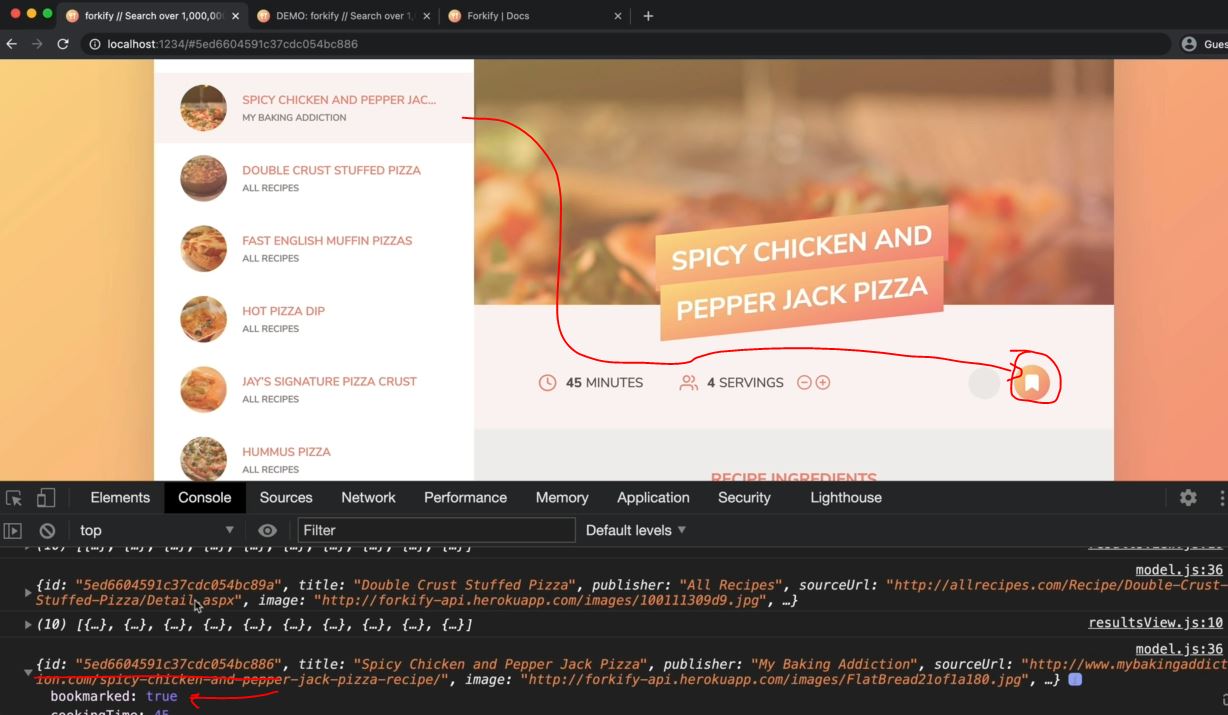 forkify // Search over 1,000,00
DEMO: forkify // Search over 1,
Forkify | Docs
localhost:1234/#5ed6604591c37cdc054bc886
Gues
SPICY CHICKEN AND PEPPER JAC...
MY BAKING ADDICTION
DOUBLE CRUST STUFFED PIZZA
ALL RECIPES
FAST ENGLISH MUFFIN PIZZAS
ALL RECIPES
HOT PIZZA DIP
ALL RECIPES
JAY'S SIGNATURE PIZZA CRUST
ALL RECIPES
HUMMUS PIZZA
ALL RECIPES
SPICY CHICKEN AND
PEPPER JACK PIZZA
45 MINUTES
4 SERVINGS
RECIPE INGREDIENTS
Elements Console Sources Network Performance Memory Application Security Lighthouse
top Filter Default levels
(10) [{…}, {…}, {…}, {…}, {…}, {…}, {…}, {…}, {…}, {…}]
model.js:36
{id: "5ed6604591c37cdc054bc89a", title: "Double Crust Stuffed Pizza", publisher: "All Recipes", sourceUrl: "http://allrecipes.com/Recipe/Double-Crust-
Stuffed-Pizza/Detail.aspx", image: "http://forkify-api.herokuapp.com/images/100111309d9.jpg", …}
(10) [{…}, {…}, {…}, {…}, {…}, {…}, {…}, {…}, {…}, {…}] resultsView.js:10
model.js:36
{id: "5ed6604591c37cdc054bc886", title: "Spicy Chicken and Pepper Jack Pizza", publisher: "My Baking Addiction", sourceUrl: "http://www.mybakingaddict
ion.com/spicy-chicken-and-pepper-jack-pizza-recipe/", image: "http://forkify-api.herokuapp.com/images/FlatBread21of1a180.jpg", …}
bookmarked: true
cookingTime: 45